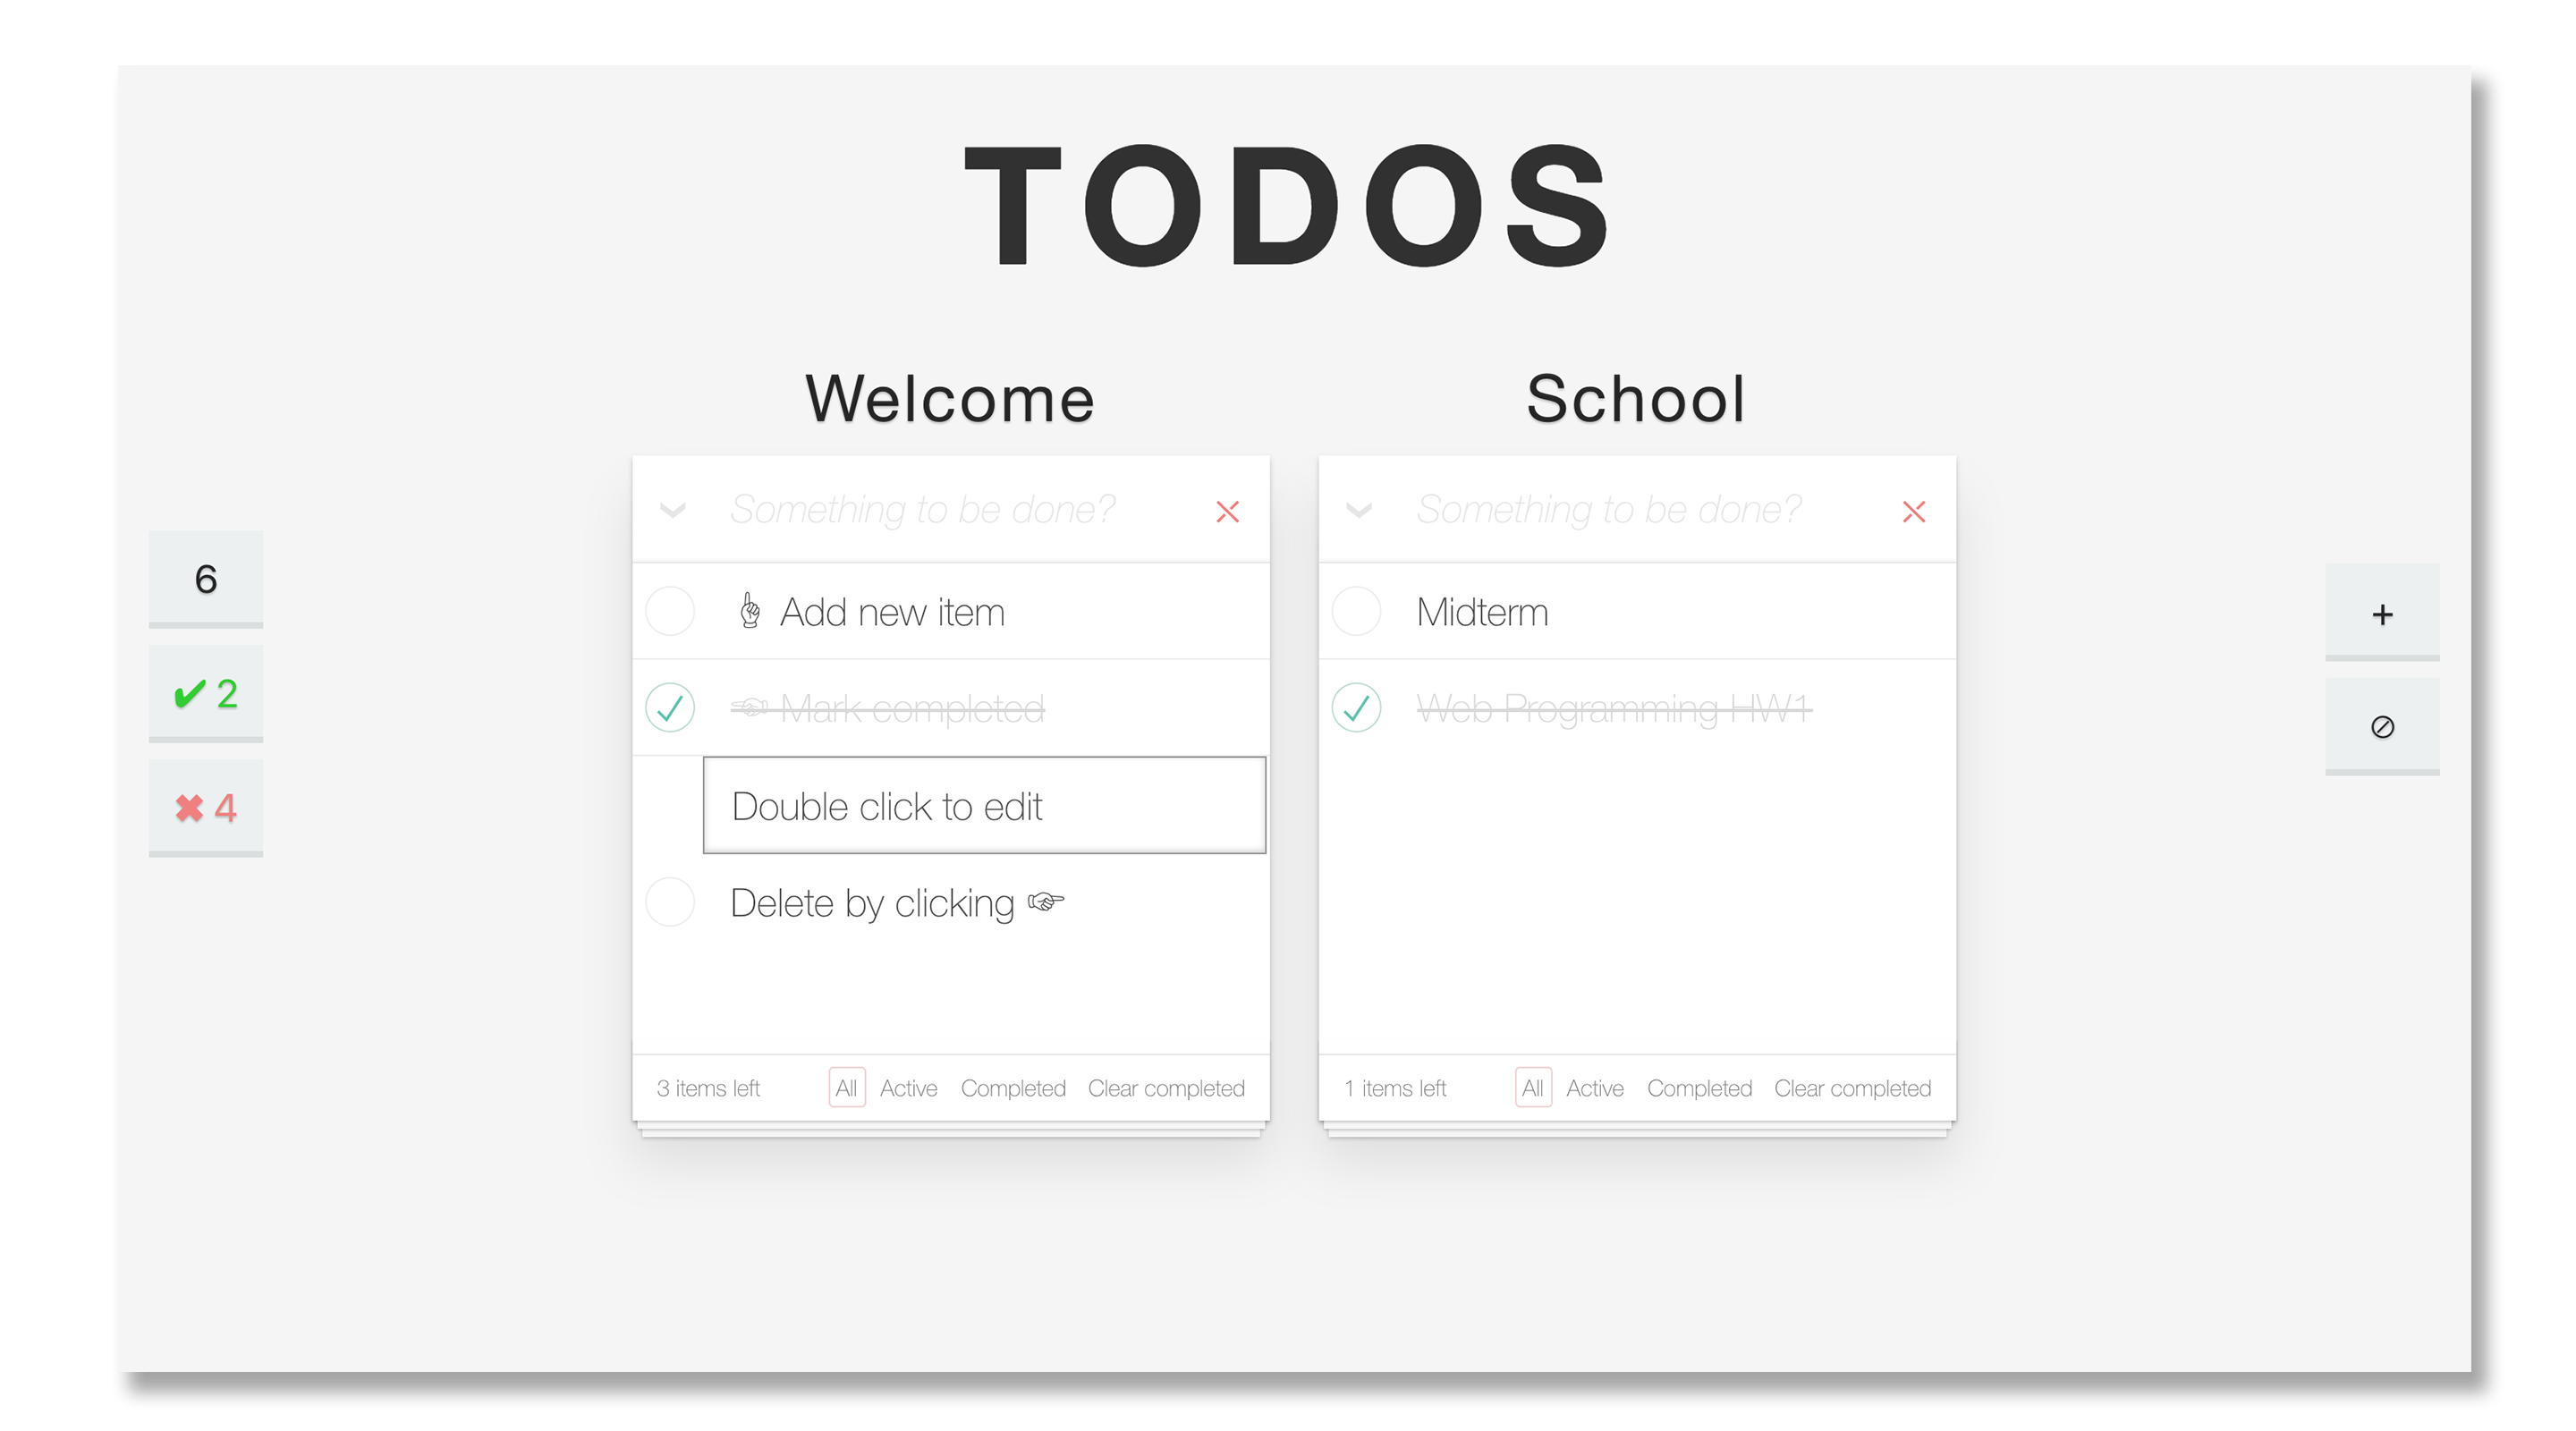 TODOS
Welcome
Something to be done?
☝ Add new item
☜ Mark completed
Double click to edit
Delete by clicking ☞
3 items left All Active Completed Clear completed
School
Something to be done?
Midterm
Web Programming HW1
1 items left All Active Completed Clear completed
6
✔ 2
✖ 4
+
⊘